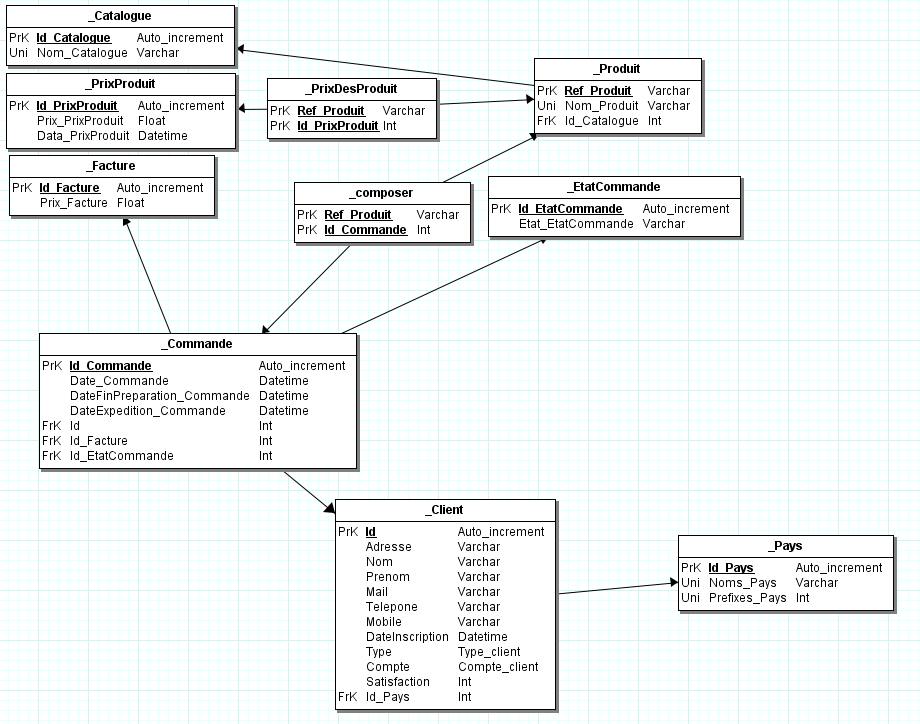 _Catalogue
PrK Id_Catalogue Auto_increment
Uni Nom_Catalogue Varchar
_PrixProduit
PrK Id_PrixProduit Auto_increment
Prix_PrixProduit Float
Data_PrixProduit Datetime
_PrixDesProduit
PrK Ref_Produit Varchar
PrK Id_PrixProduit Int
_Produit
PrK Ref_Produit Varchar
Uni Nom_Produit Varchar
FrK Id_Catalogue Int
_Facture
PrK Id_Facture Auto_increment
Prix_Facture Float
_composer
PrK Ref_Produit Varchar
PrK Id_Commande Int
_EtatCommande
PrK Id_EtatCommande Auto_increment
Etat_EtatCommande Varchar
_Commande
PrK Id_Commande Auto_increment
Date_Commande Datetime
DateFinPreparation_Commande Datetime
DateExpedition_Commande Datetime
FrK Id Int
FrK Id_Facture Int
FrK Id_EtatCommande Int
_Client
PrK Id Auto_increment
Adresse Varchar
Nom Varchar
Prenom Varchar
Mail Varchar
Telepone Varchar
Mobile Varchar
DateInscription Datetime
Type Type_client
Compte Compte_client
Satisfaction Int
FrK Id_Pays Int
_Pays
PrK Id_Pays Auto_increment
Uni Noms_Pays Varchar
Uni Prefixes_Pays Int